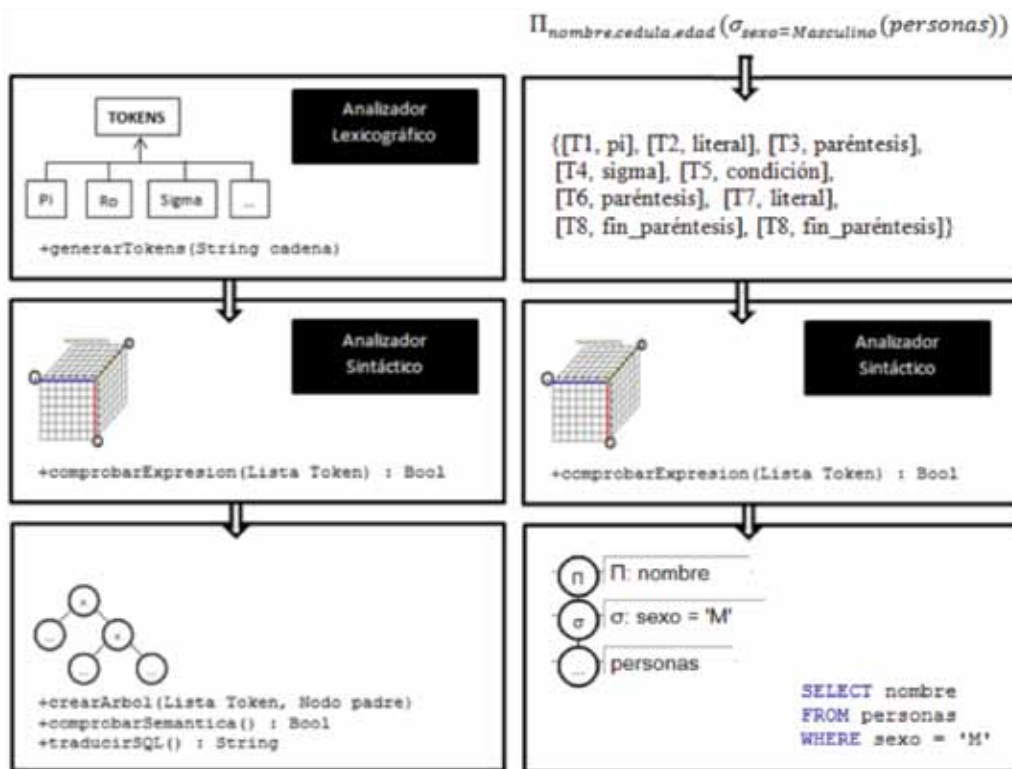 Π nombre.cedula.edad (σ sexo=Masculino (personas))
TOKENS
Pi
Ro
Sigma
...
Analizador
Lexicográfico
+generarTokens(String cadena)
{[T1, pi], [T2, literal], [T3, paréntesis],
[T4, sigma], [T5, condición],
[T6, paréntesis], [T7, literal],
[T8, fin_paréntesis], [T8, fin_paréntesis]}
Analizador
Sintáctico
+comprobarExpresion(Lista Token) : Bool
Analizador
Sintáctico
+comprobarExpresion(Lista Token) : Bool
...
...
...
+crearArbol(Lista Token, Nodo padre)
+comprobarSemantica() : Bool
+traducirSQL() : String
Π
Π: nombre
σ
σ: sexo = 'M'
...
personas
SELECT nombre
FROM personas
WHERE sexo = 'M'